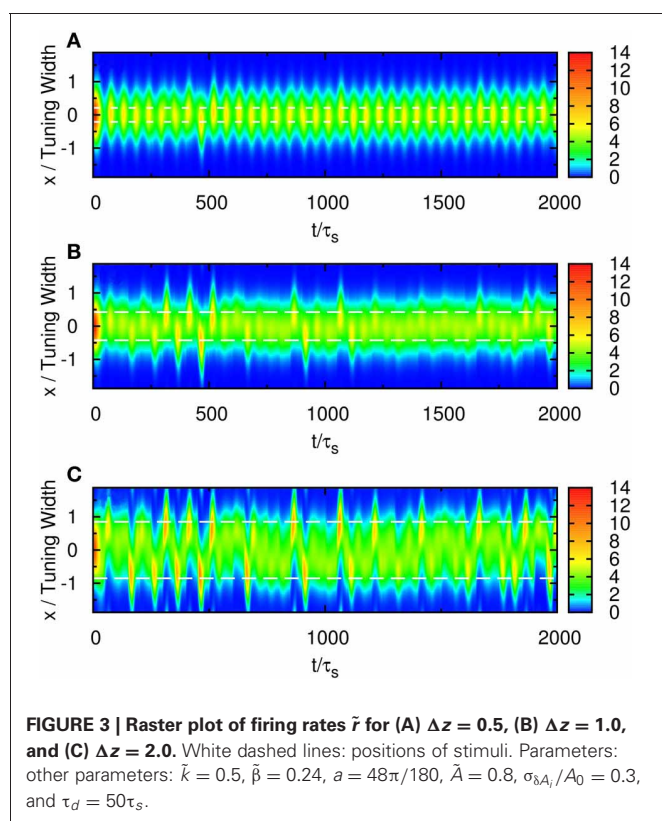 A
x / Tuning Width
1
0
-1
0 500 1000 1500 2000
t/τs
14
12
10
8
6
4
2
0
B
x / Tuning Width
1
0
-1
0 500 1000 1500 2000
t/τs
14
12
10
8
6
4
2
0
C
x / Tuning Width
1
0
-1
0 1000 2000
t/τs
14
12
10
8
6
4
2
0
FIGURE 3 | Raster plot of firing rates r̃ for (A) Δz = 0.5, (B) Δz = 1.0,
and (C) Δz = 2.0. White dashed lines: positions of stimuli. Parameters:
other parameters: k̃ = 0.5, β̃ = 0.24, a = 48π/180, Ã = 0.8, σδAi/A0 = 0.3,
and τd = 50τs.